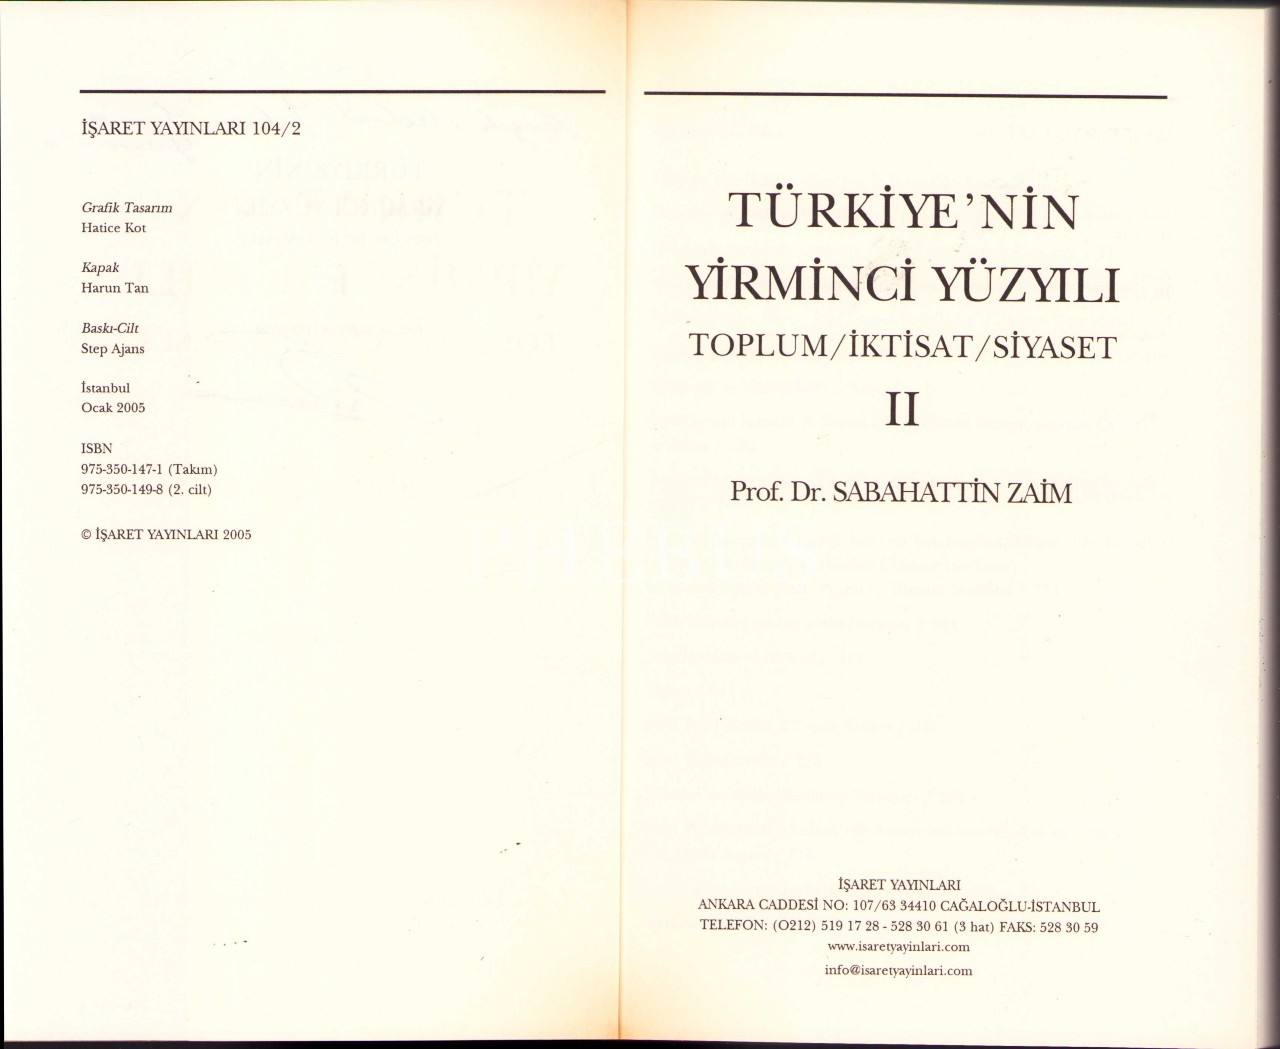 İŞARET YAYINLARI 104/2
Grafik Tasarım
Hatice Kot
Kapak
Harun Tan
Baskı-Cilt
Step Ajans
İstanbul
Ocak 2005
ISBN
975-350-147-1 (Takım)
975-350-149-8 (2. cilt)
© İŞARET YAYINLARI 2005
TÜRKİYE'NİN
YİRMİNCİ YÜZYILI
TOPLUM/İKTİSAT/SİYASET
II
Prof. Dr. SABAHATTİN ZAİM
PHEBUS
İŞARET YAYINLARI
ANKARA CADDESİ NO: 107/63 34410 CAĞALOĞLU-İSTANBUL
TELEFON: (O212) 519 17 28 - 528 30 61 (3 hat) FAKS: 528 30 59
www.isaretyayinlari.com
info@isaretyayinlari.com